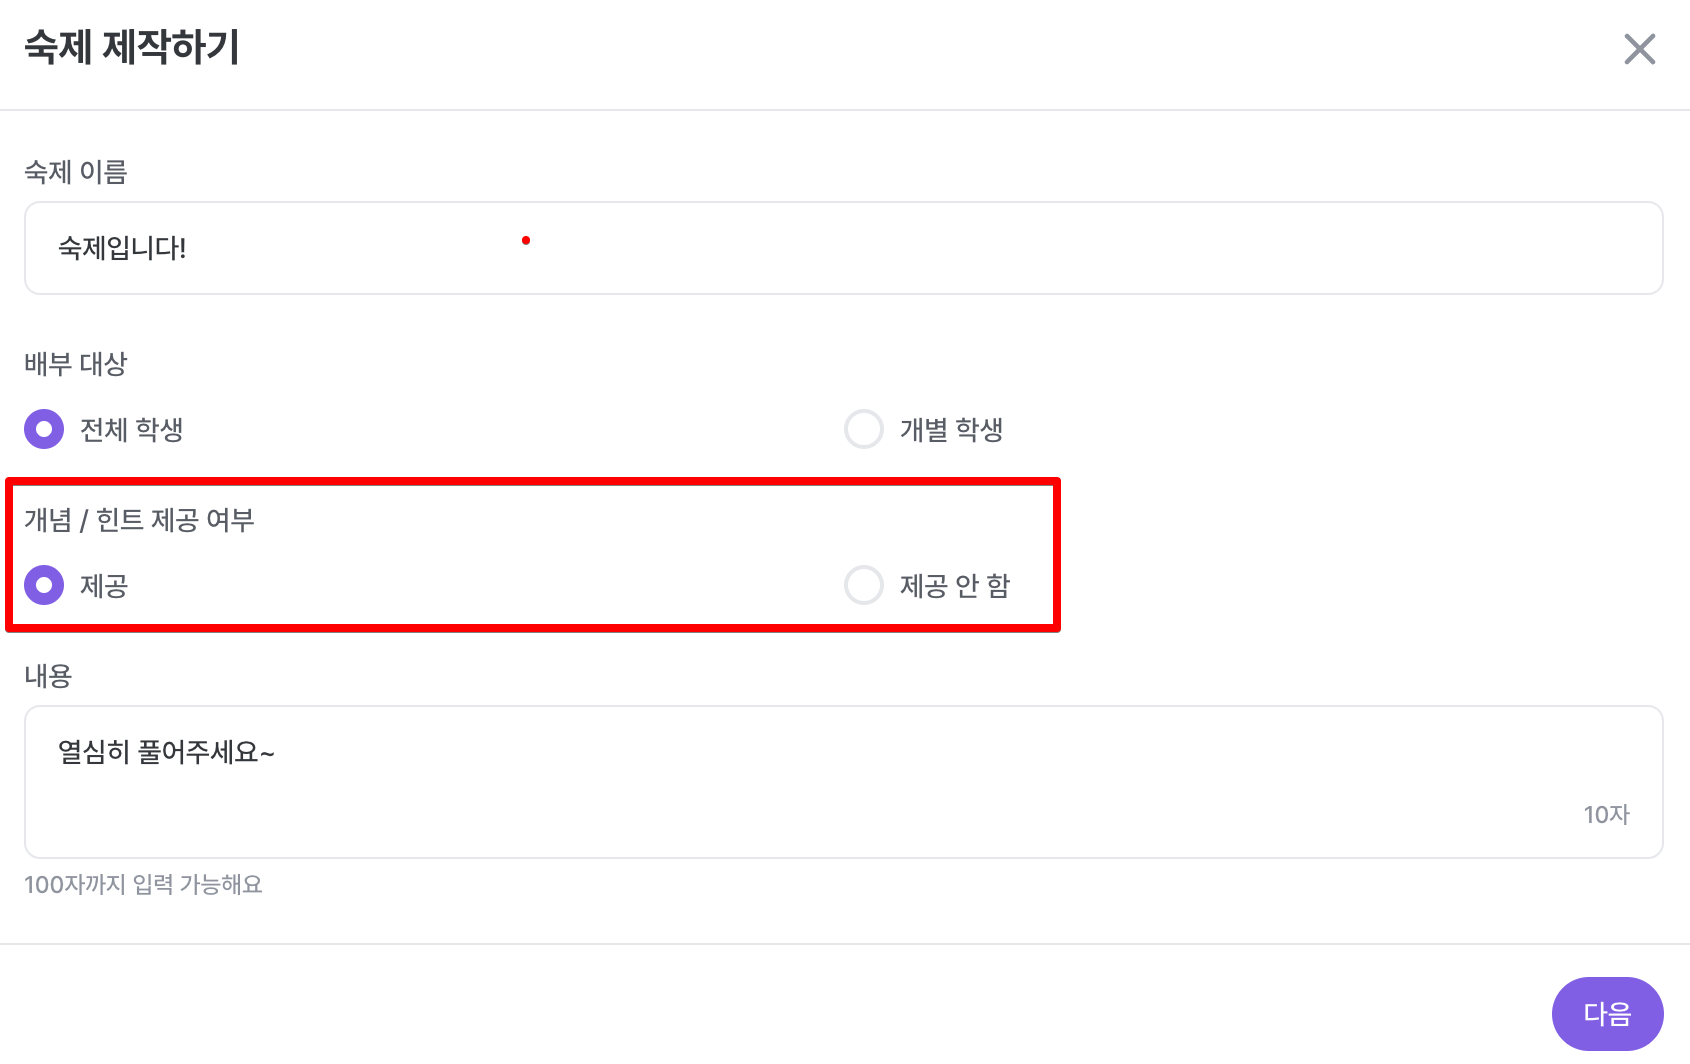 숙제 제작하기
숙제 이름
숙제입니다!
배부 대상
전체 학생 개별 학생
개념 / 힌트 제공 여부
제공 제공 안 함
내용
열심히 풀어주세요~
10자
100자까지 입력 가능해요
다음